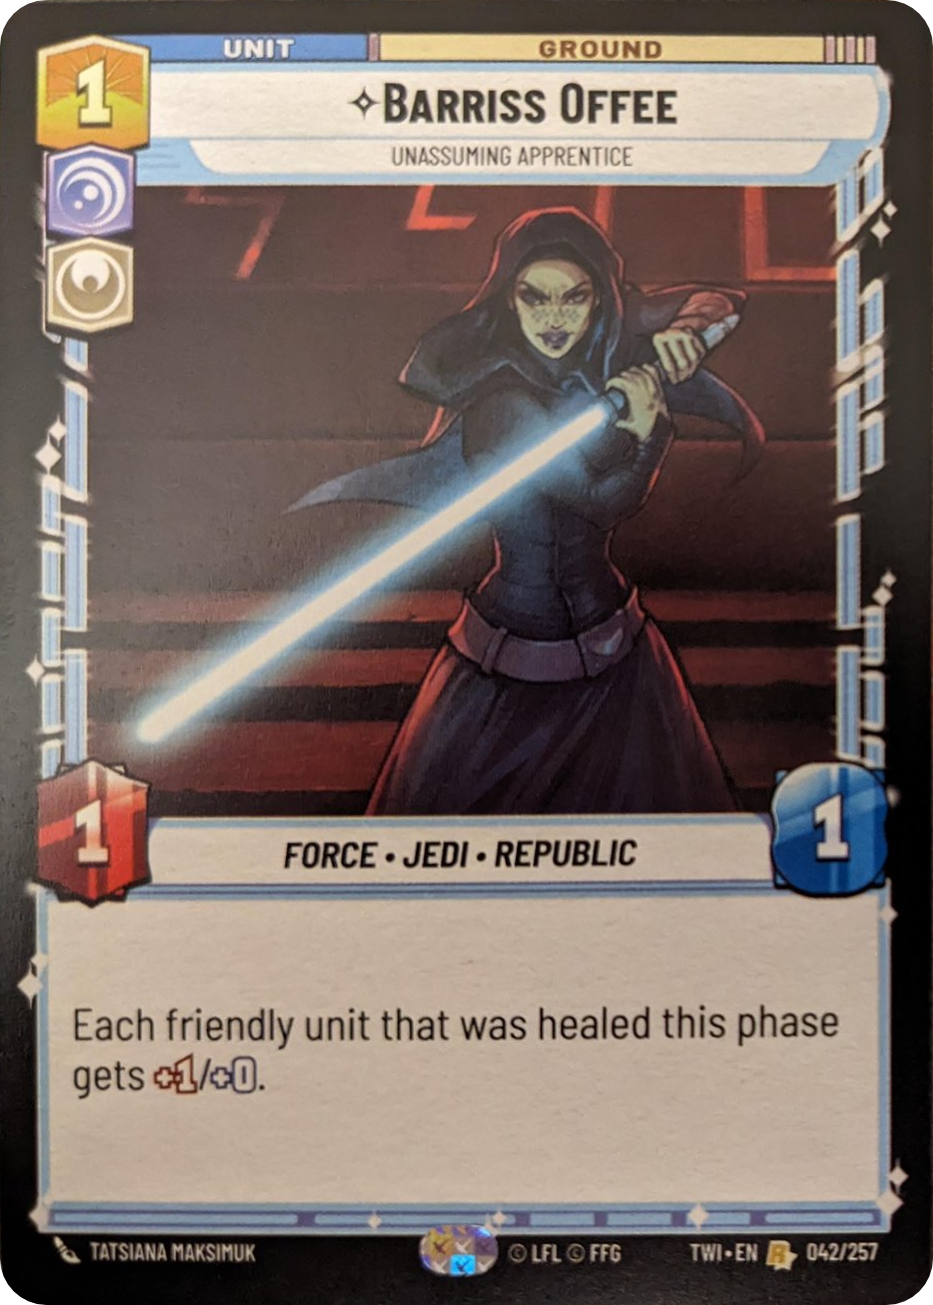 1
UNIT
GROUND
BARRISS OFFEE
UNASSUMING APPRENTICE
1
FORCE • JEDI • REPUBLIC
1
Each friendly unit that was healed this phase
gets +1/+0.
TATSIANA MAKSIMUK
© LFL © FFG
TWI • EN R 042/257